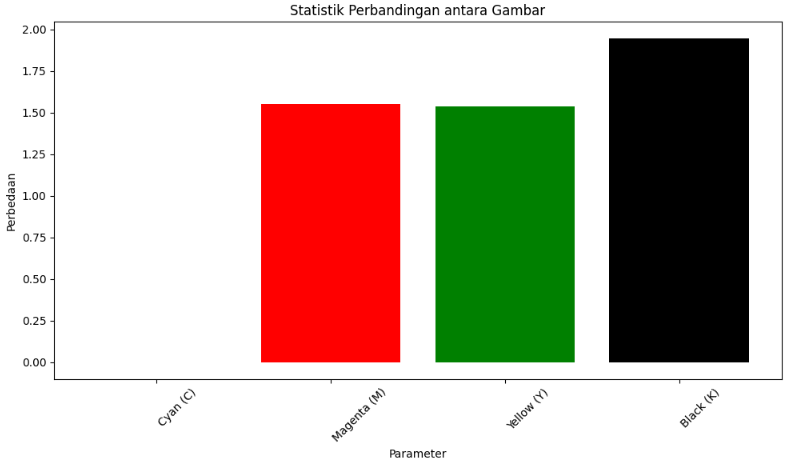 Statistik Perbandingan antara Gambar
Perbedaan
2.00
1.75
1.50
1.25
1.00
0.75
0.50
0.25
0.00
Cyan (C)
Magenta (M)
Yellow (Y)
Black (K)
Parameter